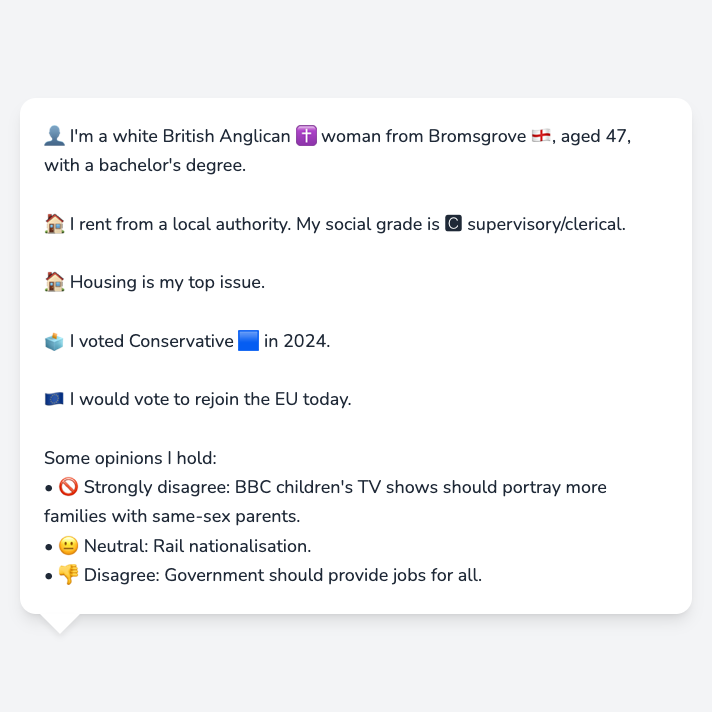 👤 I'm a white British Anglican ✝️ woman from Bromsgrove 🏴󠁧󠁢󠁥󠁮󠁧󠁿, aged 47,
with a bachelor's degree.
🏠 I rent from a local authority. My social grade is 🅲 supervisory/clerical.
🏠 Housing is my top issue.
🗳️ I voted Conservative 🟦 in 2024.
🇪🇺 I would vote to rejoin the EU today.
Some opinions I hold:
• 🚫 Strongly disagree: BBC children's TV shows should portray more
families with same-sex parents.
• 😐 Neutral: Rail nationalisation.
• 👎 Disagree: Government should provide jobs for all.